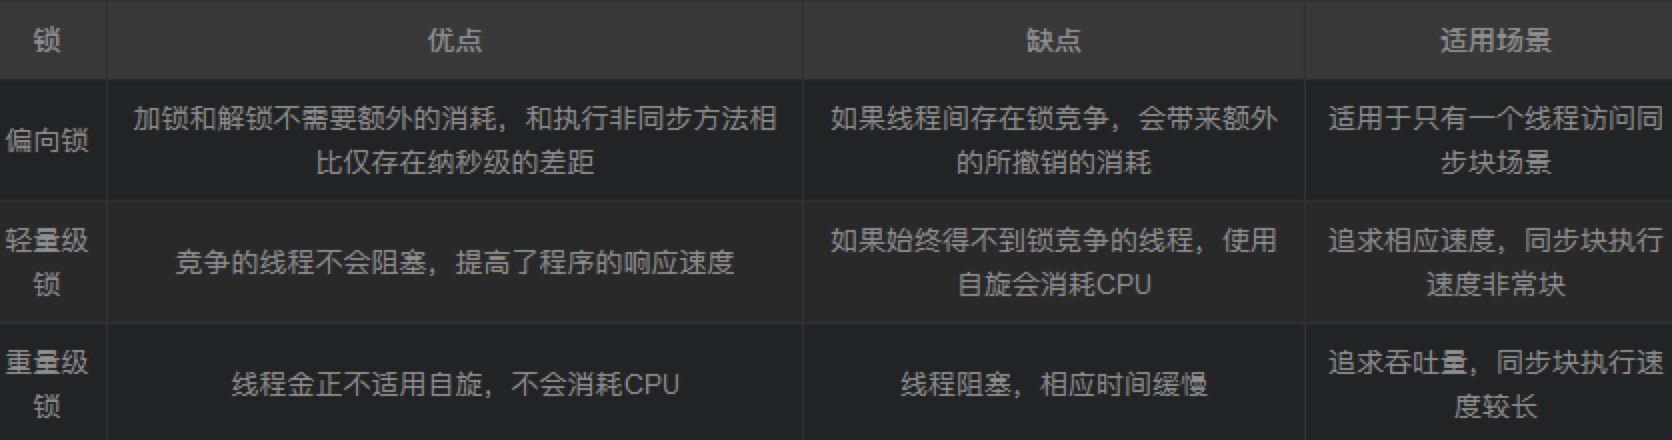 锁
优点
缺点
适用场景
偏向锁
加锁和解锁不需要额外的消耗，和执行非同步方法相
比仅存在纳秒级的差距
如果线程间存在锁竞争，会带来额外
的所撤销的消耗
适用于只有一个线程访问同
步块场景
轻量级
锁
竞争的线程不会阻塞，提高了程序的响应速度
如果始终得不到锁竞争的线程，使用
自旋会消耗CPU
追求相应速度，同步块执行
速度非常块
重量级
锁
线程金正不适用自旋，不会消耗CPU
线程阻塞，相应时间缓慢
追求吞吐量，同步块执行速
度较长